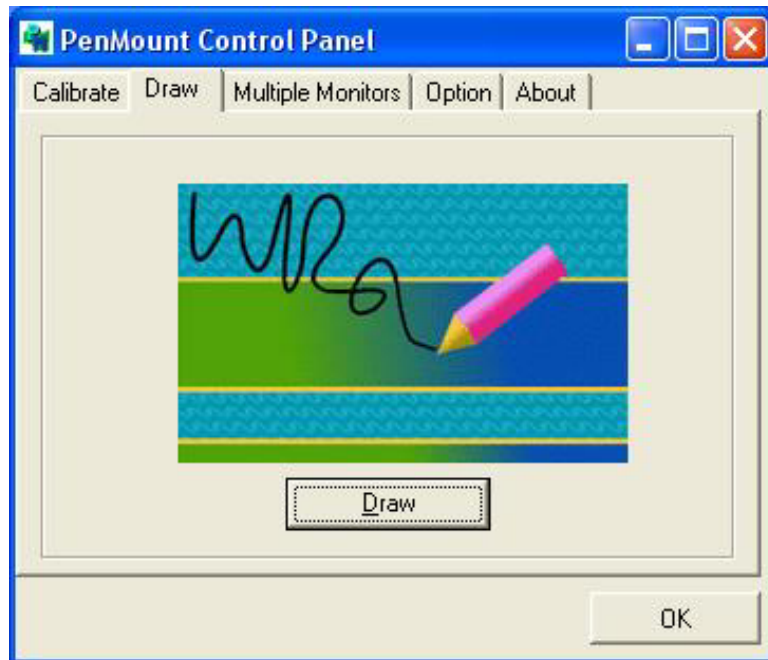 PenMount Control Panel
Calibrate Draw Multiple Monitors Option About
Draw
OK